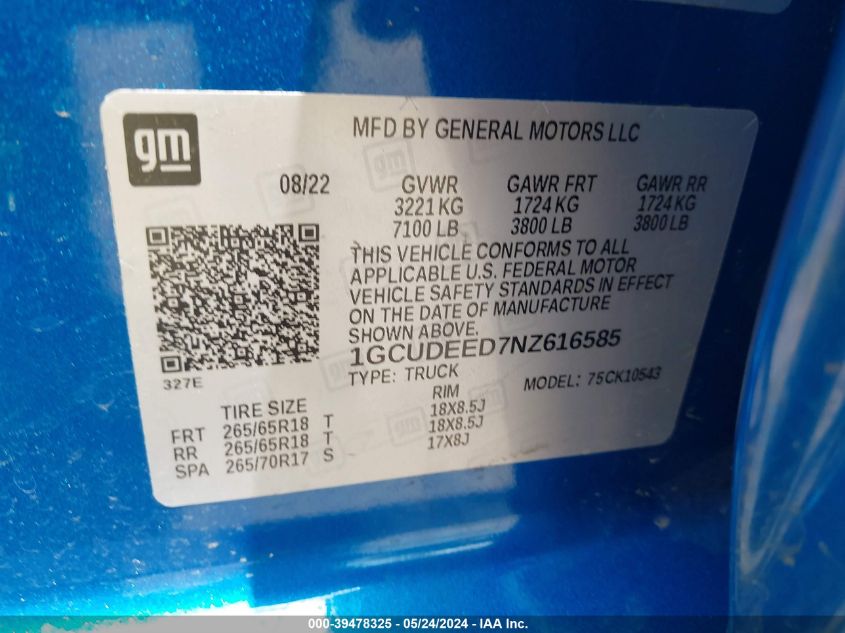 gm
MFD BY GENERAL MOTORS LLC
08/22 GVWR GAWR FRT GAWR RR
3221 KG 1724 KG 1724 KG
7100 LB 3800 LB 3800 LB
THIS VEHICLE CONFORMS TO ALL
APPLICABLE U.S. FEDERAL MOTOR
VEHICLE SAFETY STANDARDS IN EFFECT
ON THE DATE OF MANUFACTURE
SHOWN ABOVE.
1GCUDEED7NZ616585
327E
TYPE: TRUCK MODEL: 75CK10543
TIRE SIZE RIM
FRT 265/65R18 T 18X8.5J
RR 265/65R18 T 18X8.5J
SPA 265/70R17 S 17X8J
000-39478325 - 05/24/2024 - IAA Inc.